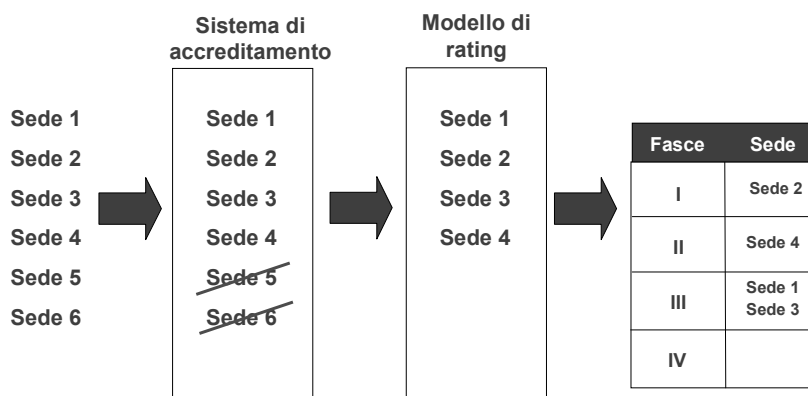 Sistema di
accreditamento
Modello di
rating
Sede 1
Sede 2
Sede 3
Sede 4
Sede 5
Sede 6
Sede 1
Sede 2
Sede 3
Sede 4
Sede 5
Sede 6
Sede 1
Sede 2
Sede 3
Sede 4
Fasce Sede
I Sede 2
II Sede 4
III Sede 1
Sede 3
IV